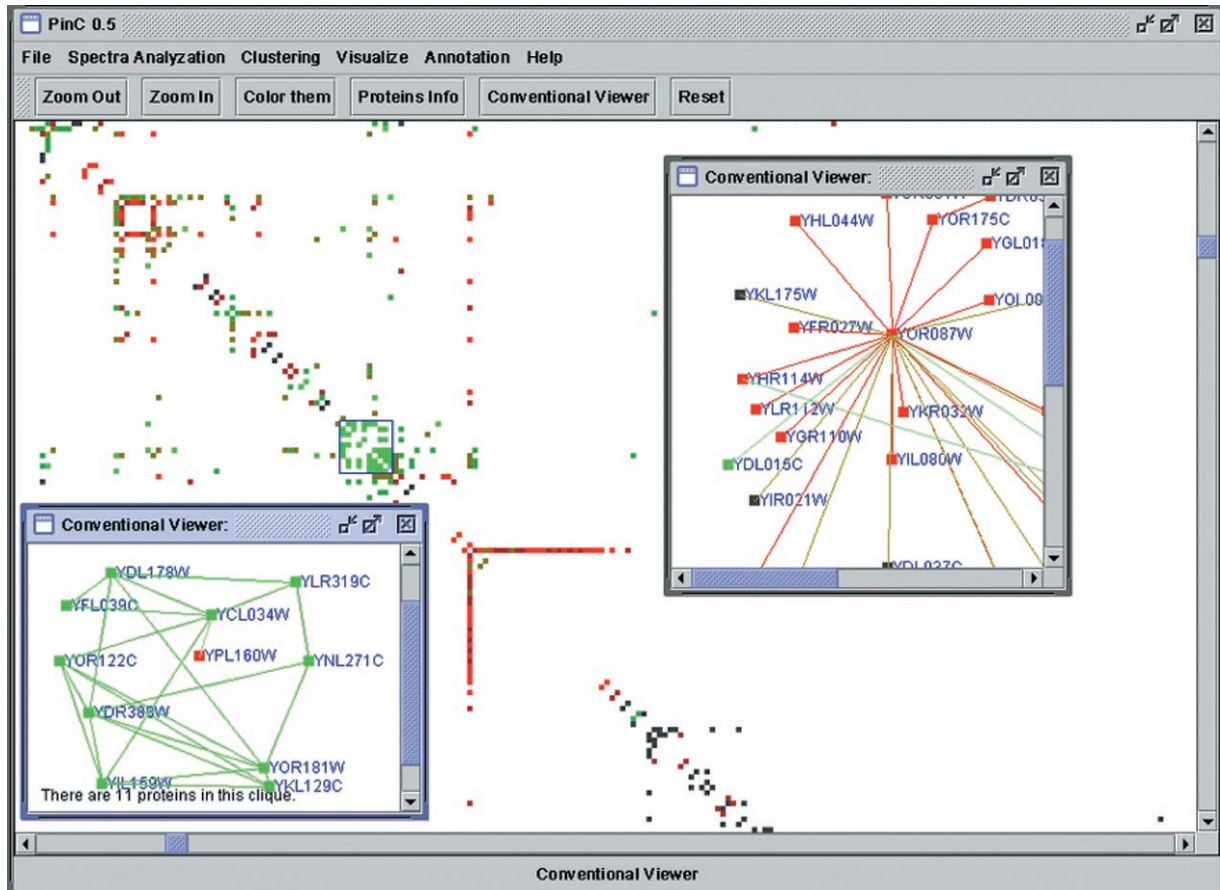 PinC 0.5
File Spectra Analyzation Clustering Visualize Annotation Help
Zoom Out Zoom In Color them Proteins Info Conventional Viewer Reset
Conventional Viewer:
YHL044W
YOR175C
YKL175W
YFR027W
YOR087W
YHR114W
YLR112W
YKR032W
YGR110W
YDL015C
YIL080W
YIR021W
YDL037C
Conventional Viewer:
YDL178W
YLR319C
YFL039C
YCL034W
YOR122C
YPL160W
YNL271C
YDR388W
YOR181W
YIL159W
YKL129C
There are 11 proteins in this clique.
Conventional Viewer